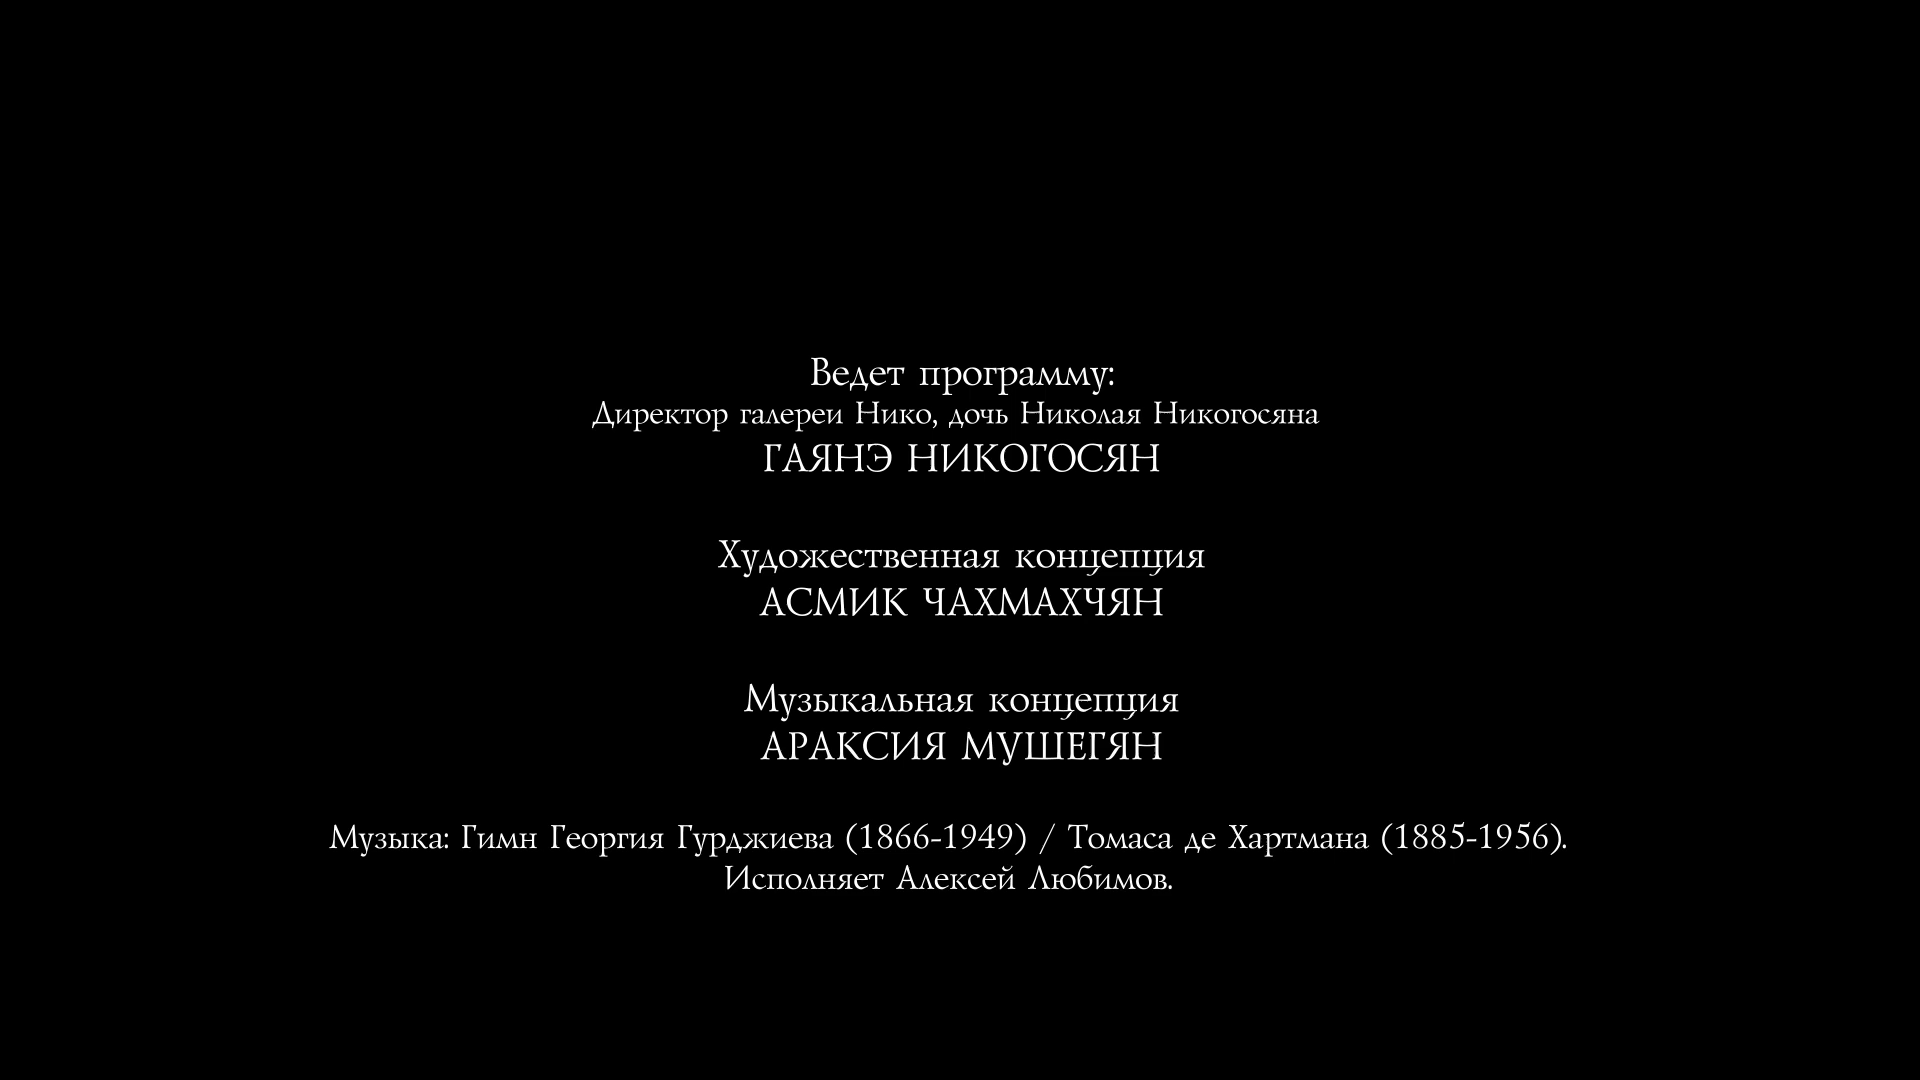 Ведет программу:
Директор галереи Нико, дочь Николая Никогосяна
ГАЯНЭ НИКОГОСЯН
Художественная концепция
АСМИК ЧАХМАХЧЯН
Музыкальная концепция
АРАКСИЯ МУШЕГЯН
Музыка: Гимн Георгия Гурджиева (1866-1949) / Томаса де Хартмана (1885-1956).
Исполняет Алексей Любимов.